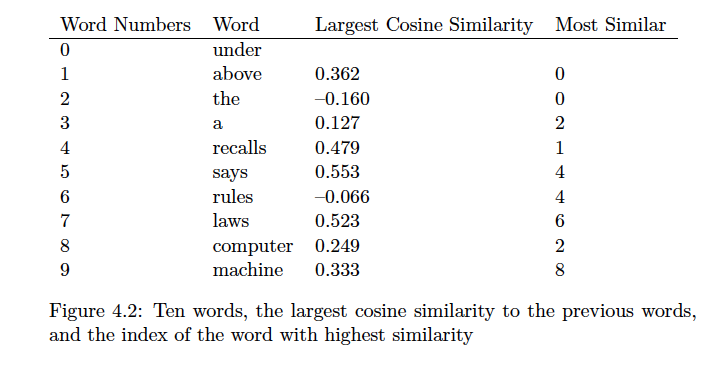 Word Numbers Word Largest Cosine Similarity Most Similar
0 under
1 above 0.362 0
2 the –0.160 0
3 a 0.127 2
4 recalls 0.479 1
5 says 0.553 4
6 rules –0.066 4
7 laws 0.523 6
8 computer 0.249 2
9 machine 0.333 8
Figure 4.2: Ten words, the largest cosine similarity to the previous words,
and the index of the word with highest similarity